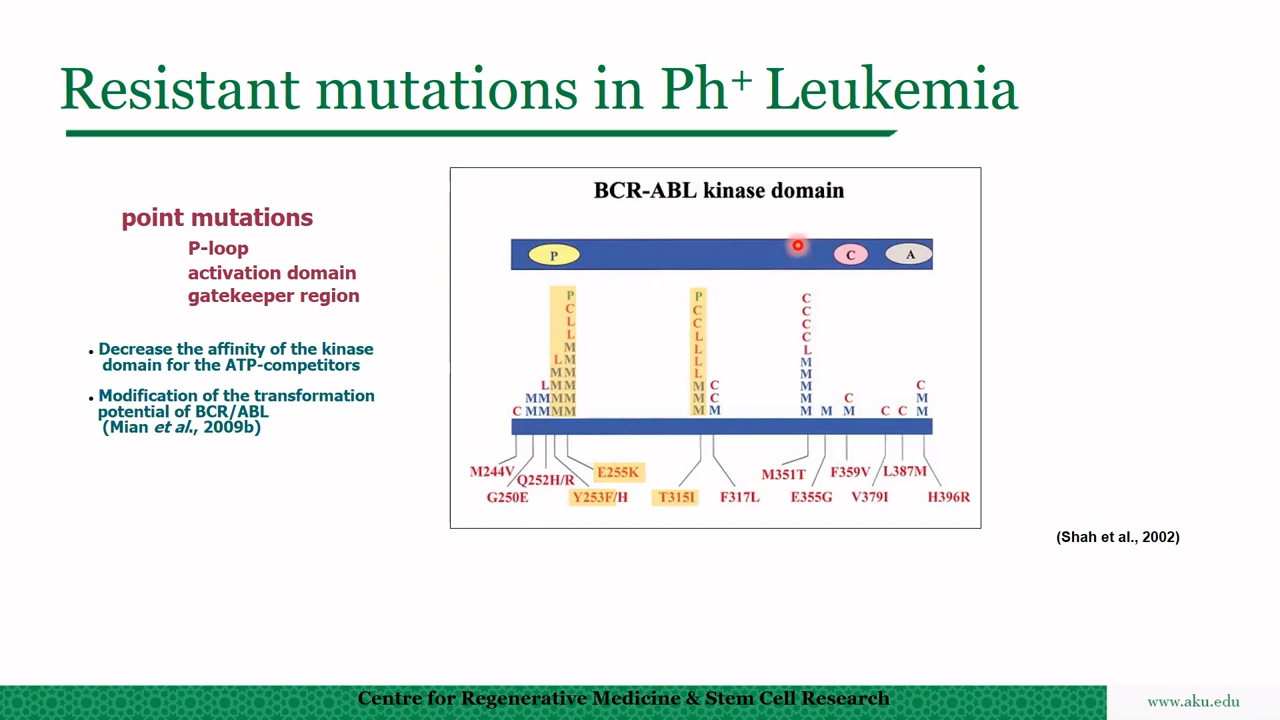 Resistant mutations in Ph+ Leukemia
point mutations
P-loop
activation domain
gatekeeper region
• Decrease the affinity of the kinase
domain for the ATP-competitors
• Modification of the transformation
potential of BCR/ABL
(Mian et al., 2009b)
BCR-ABL kinase domain
P C A
P P
C C C C
L C C
L L C
L L C
M L L
L M L M
M M L M
L M M M C M C
M M M M M C M C M
C M M M M M M M M M C C M
M244V
G250E
Q252H/R
Y253F/H
E255K
T315I
F317L
M351T
E355G
F359V
V379I
L387M
H396R
(Shah et al., 2002)
Centre for Regenerative Medicine & Stem Cell Research
www.aku.edu